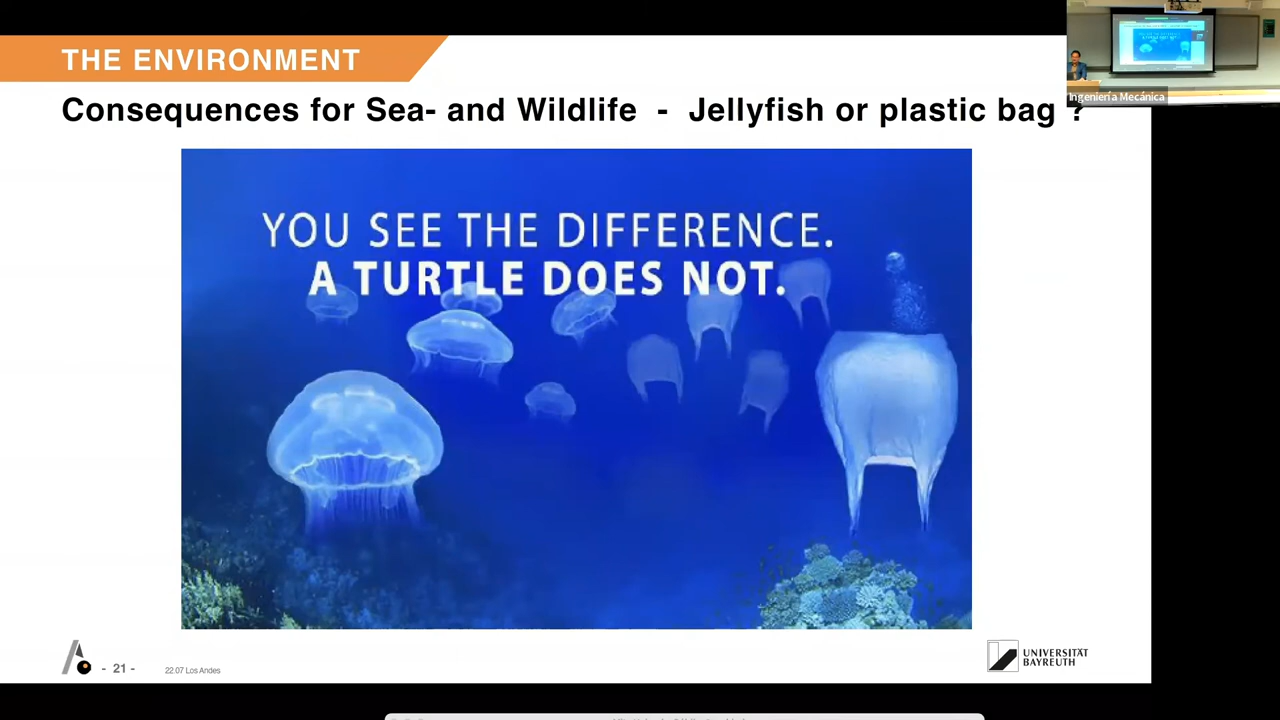 THE ENVIRONMENT
Consequences for Sea- and Wildlife - Jellyfish or plastic bag ?
Ingeniería Mecánica
YOU SEE THE DIFFERENCE.
A TURTLE DOES NOT.
- 21 -
22.07 Los Andes
UNIVERSITÄT
BAYREUTH